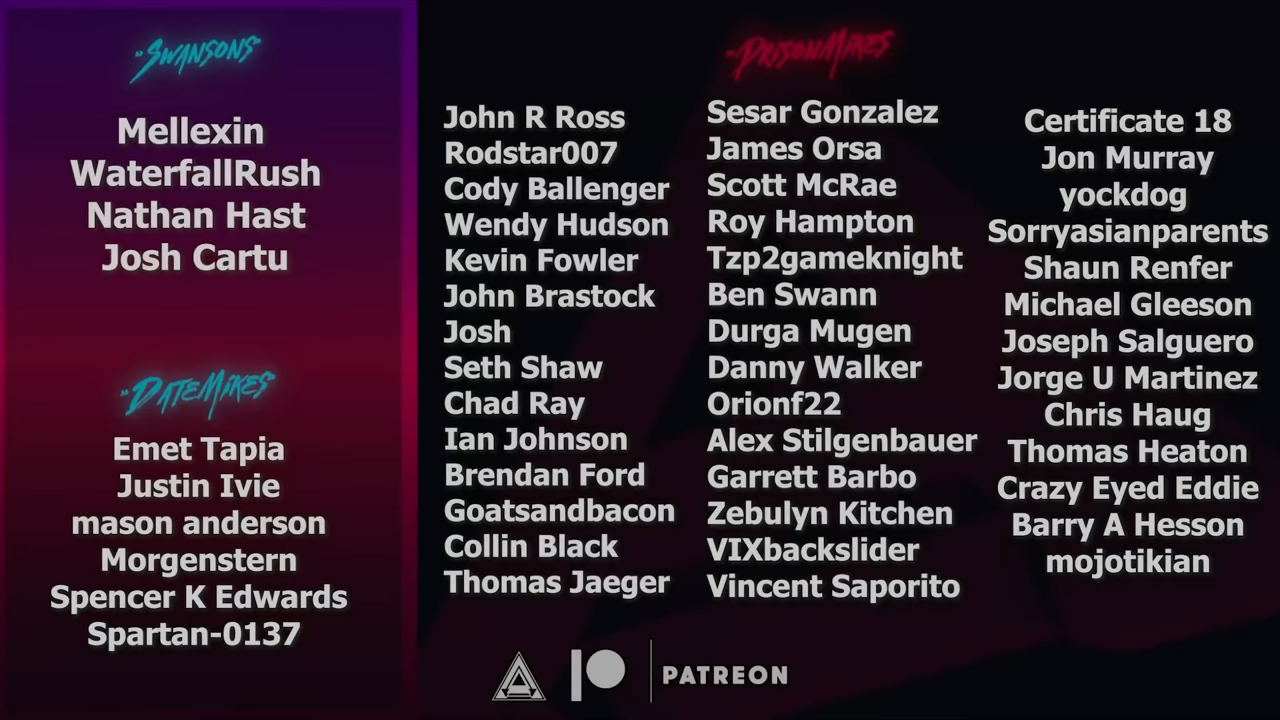 Swansons
Mellexin
WaterfallRush
Nathan Hast
Josh Cartu
DateMikes
Emet Tapia
Justin Ivie
mason anderson
Morgenstern
Spencer K Edwards
Spartan-0137
PrisonMikes
John R Ross
Rodstar007
Cody Ballenger
Wendy Hudson
Kevin Fowler
John Brastock
Josh
Seth Shaw
Chad Ray
Ian Johnson
Brendan Ford
Goatsandbacon
Collin Black
Thomas Jaeger
Sesar Gonzalez
James Orsa
Scott McRae
Roy Hampton
Tzp2gameknight
Ben Swann
Durga Mugen
Danny Walker
Orionf22
Alex Stilgenbauer
Garrett Barbo
Zebulyn Kitchen
VIXbackslider
Vincent Saporito
Certificate 18
Jon Murray
yockdog
Sorryasianparents
Shaun Renfer
Michael Gleeson
Joseph Salguero
Jorge U Martinez
Chris Haug
Thomas Heaton
Crazy Eyed Eddie
Barry A Hesson
mojotikian
PATREON